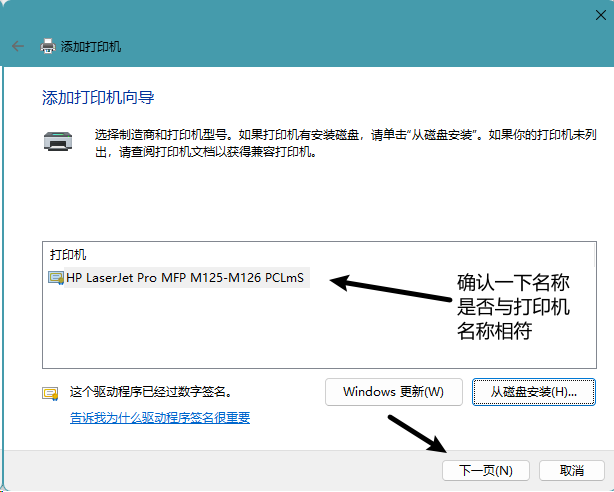 添加打印机
添加打印机向导
选择制造商和打印机型号。如果打印机有安装磁盘，请单击“从磁盘安装”。如果你的打印机未列
出，请查阅打印机文档以获得兼容打印机。
打印机
HP LaserJet Pro MFP M125-M126 PCLmS
确认一下名称
是否与打印机
名称相符
这个驱动程序已经过数字签名。
告诉我为什么驱动程序签名很重要
Windows 更新(W)
从磁盘安装(H)...
下一页(N)
取消